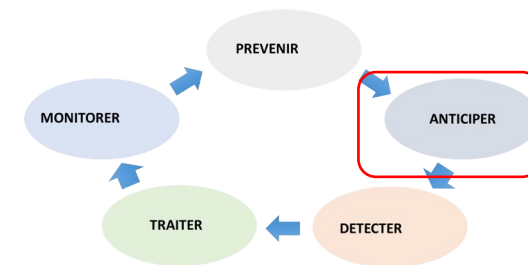 PREVENIR
ANTICIPER
DETECTER
TRAITER
MONITORER